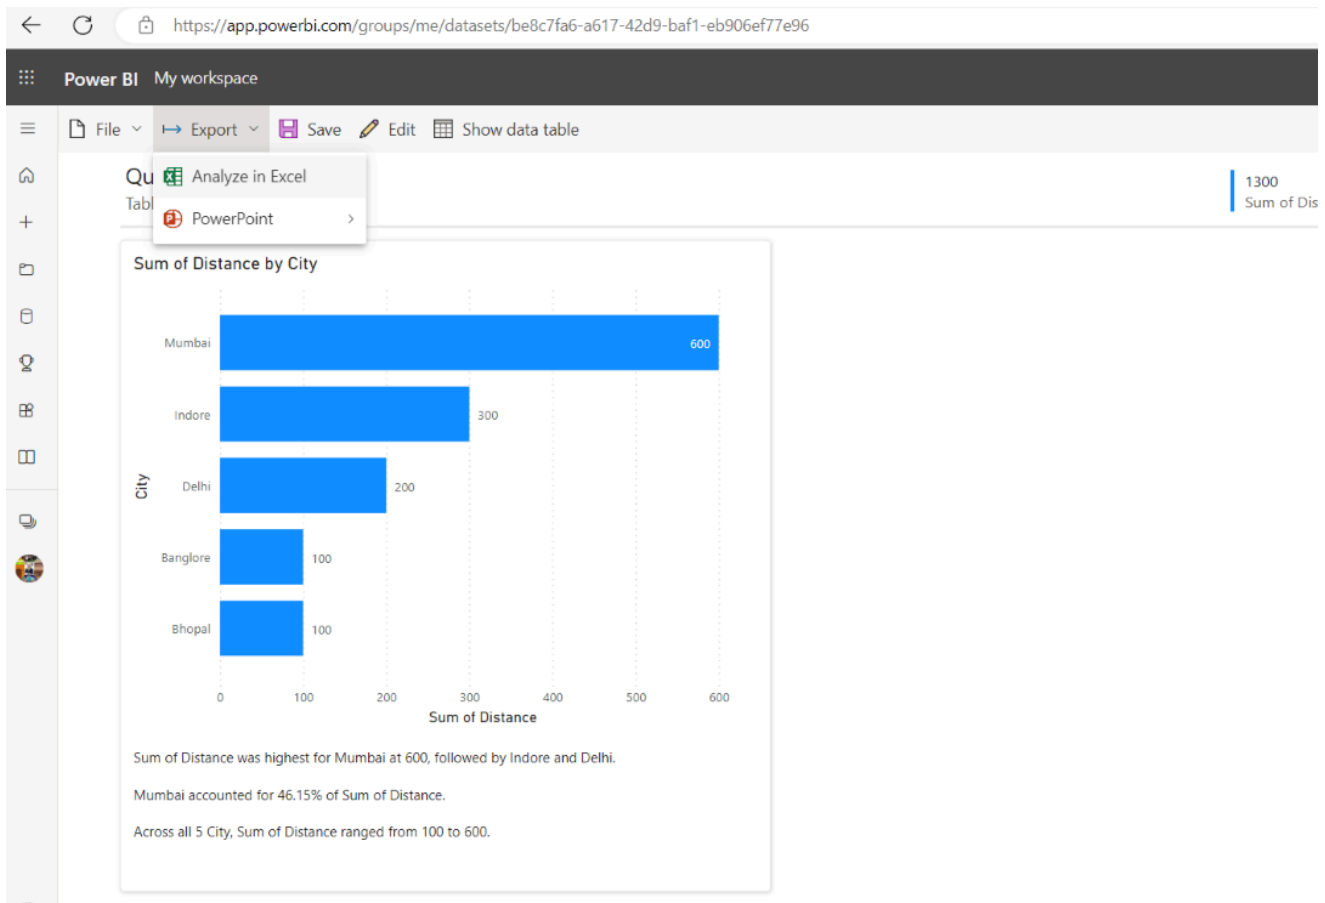 https://app.powerbi.com/groups/me/datasets/be8c7fa6-a617-42d9-baf1-eb906ef77e96
Power BI My workspace
File Export Save Edit Show data table
Qu
Tabl
Analyze in Excel
PowerPoint
1300
Sum of Dis
Sum of Distance by City
Mumbai 600
Indore 300
Delhi 200
Banglore 100
Bhopal 100
City
0 100 200 300 400 500 600
Sum of Distance
Sum of Distance was highest for Mumbai at 600, followed by Indore and Delhi.
Mumbai accounted for 46.15% of Sum of Distance.
Across all 5 City, Sum of Distance ranged from 100 to 600.